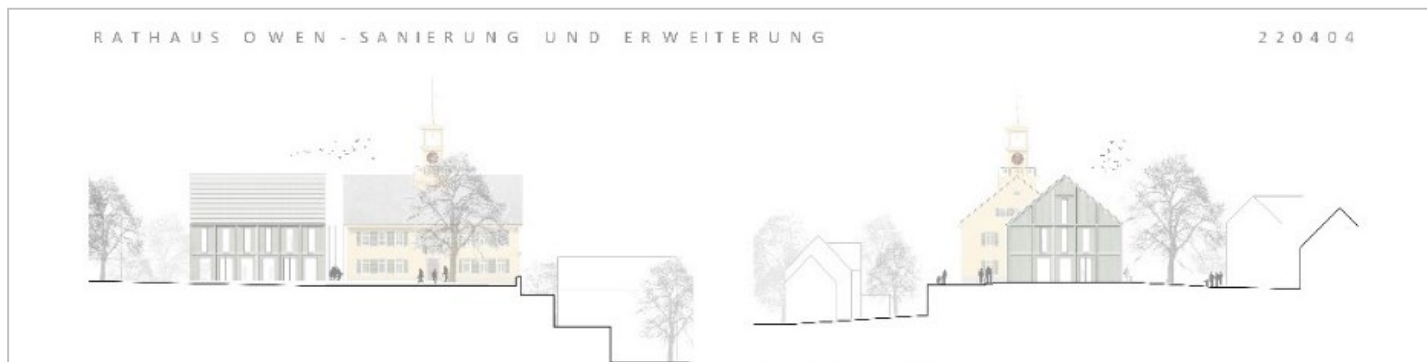 RATHAUS OWEN - SANIERUNG UND ERWEITERUNG
220404